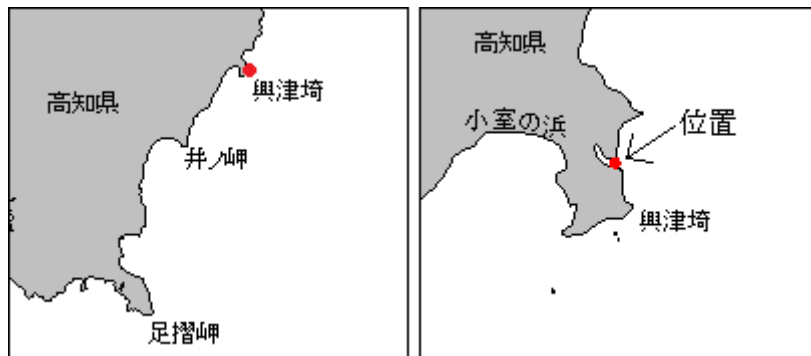 高知県
興津埼
井ノ岬
足摺岬
高知県
小室の浜
位置
興津埼